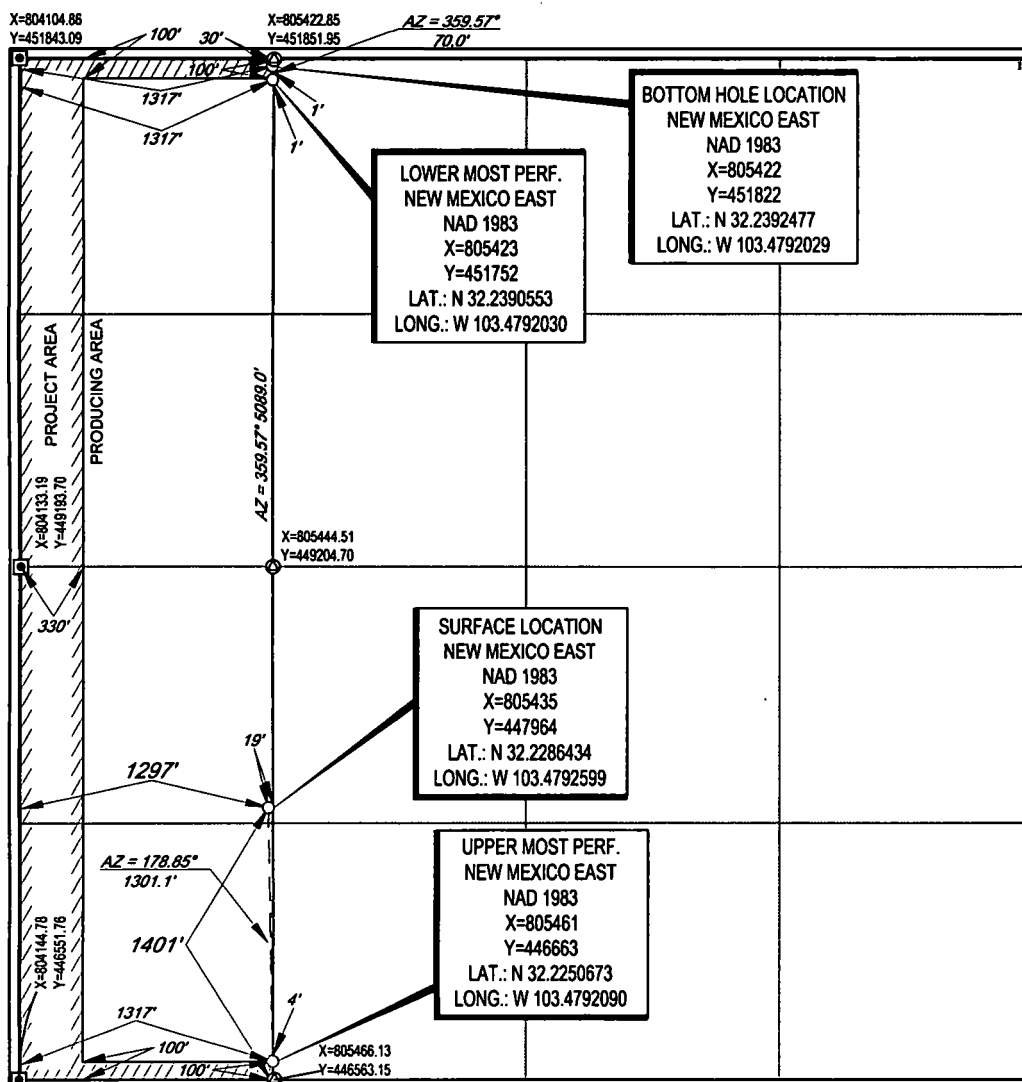 X=804104.86
Y=451843.09
100'
30'
X=805422.85
Y=451851.95
AZ = 359.57°
70.0'
100'
1317'
1317'
1'
1'
BOTTOM HOLE LOCATION
NEW MEXICO EAST
NAD 1983
X=805422
Y=451822
LAT.: N 32.2392477
LONG.: W 103.4792029
LOWER MOST PERF.
NEW MEXICO EAST
NAD 1983
X=805423
Y=451752
LAT.: N 32.2390553
LONG.: W 103.4792030
PROJECT AREA
PRODUCING AREA
AZ = 359.57° 5089.0'
X=804133.19
Y=449193.70
X=805444.51
Y=449204.70
330'
SURFACE LOCATION
NEW MEXICO EAST
NAD 1983
X=805435
Y=447964
LAT.: N 32.2286434
LONG.: W 103.4792599
19'
1297'
AZ = 178.85°
1301.1'
1401'
UPPER MOST PERF.
NEW MEXICO EAST
NAD 1983
X=805461
Y=446663
LAT.: N 32.2250673
LONG.: W 103.4792090
X=804144.78
Y=446551.76
4'
1317'
100'
100'
X=805466.13
Y=446563.15